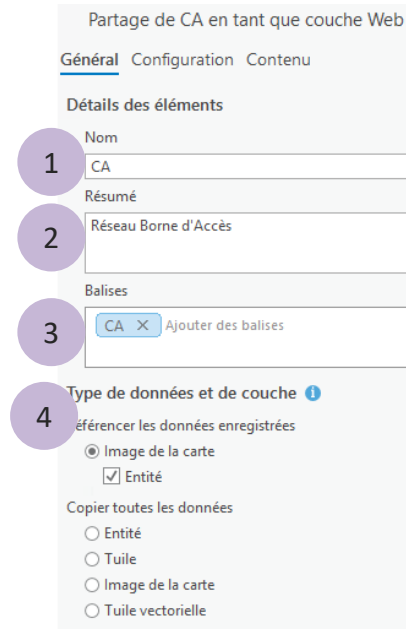 Partage de CA en tant que couche Web
Général Configuration Contenu
Détails des éléments
Nom
1
CA
Résumé
2
Réseau Borne d'Accès
Balises
3
CA X Ajouter des balises
Type de données et de couche
4
éférencer les données enregistrées
Image de la carte
Entité
Copier toutes les données
Entité
Tuile
Image de la carte
Tuile vectorielle